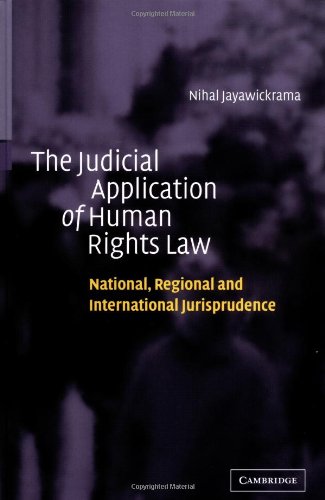 Nihal Jayawickrama
The Judicial
Application
of Human
Rights Law
National, Regional and
International Jurisprudence
CAMBRIDGE